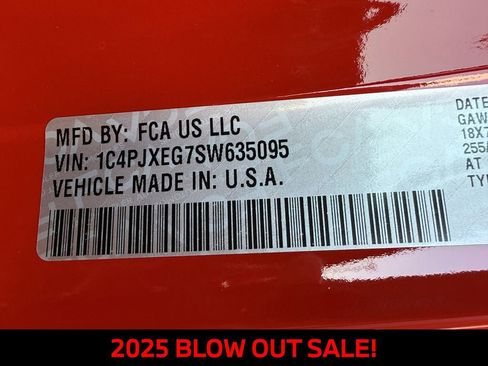 MFD BY: FCA US LLC
VIN: 1C4PJXEG7SW635095
VEHICLE MADE IN: U.S.A.
DATE
GAW
18X7
255/
AT
TYP
2025 BLOW OUT SALE!